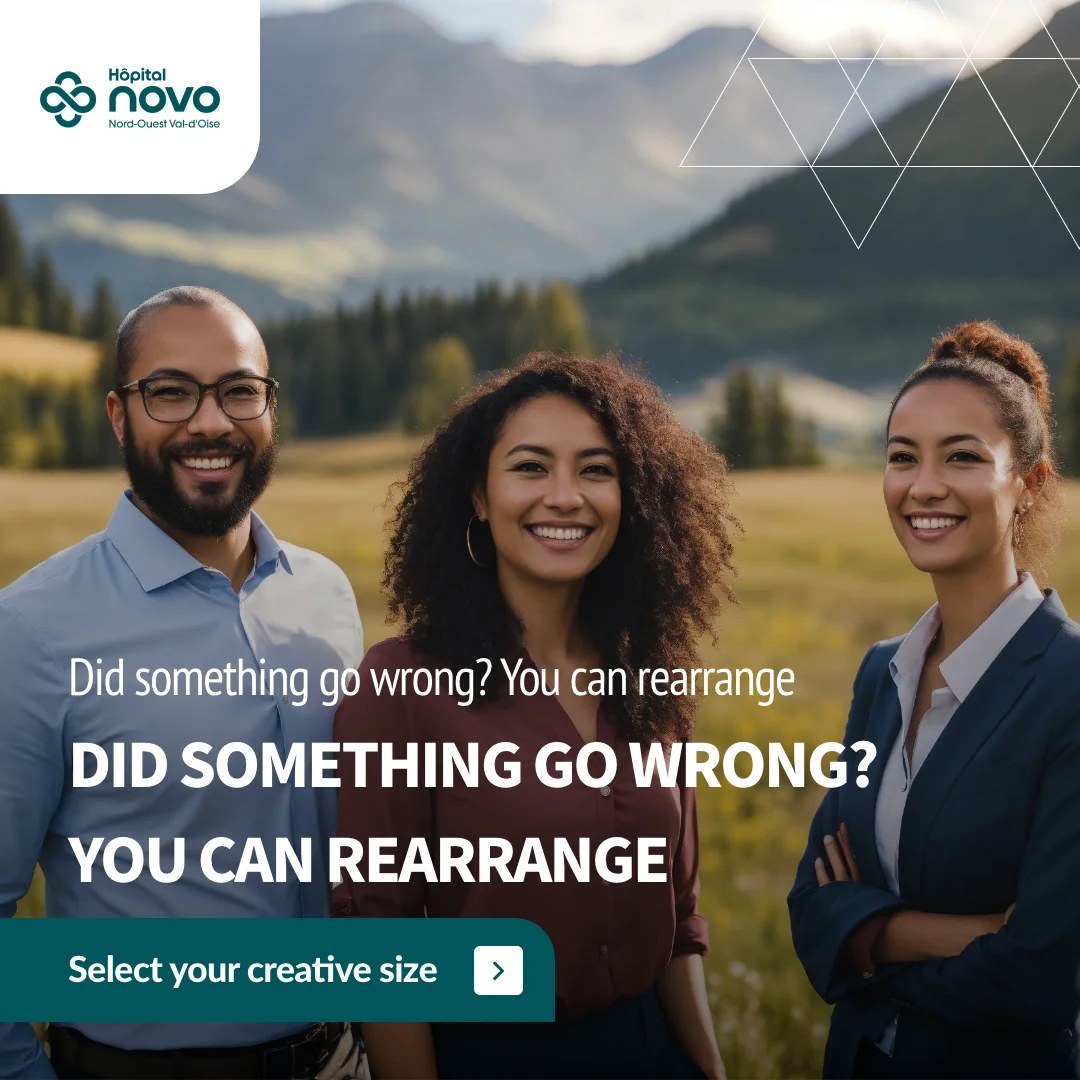 Hôpital
novo
Nord-Ouest Val-d'Oise
Did something go wrong? You can rearrange
DID SOMETHING GO WRONG?
YOU CAN REARRANGE
Select your creative size